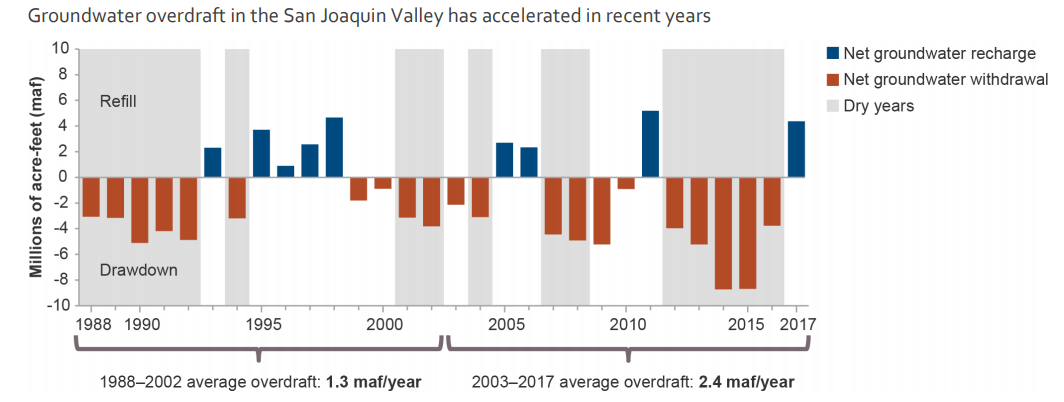 Groundwater overdraft in the San Joaquin Valley has accelerated in recent years
Millions of acre-feet (maf)
10
8
6
4
2
0
-2
-4
-6
-8
-10
Refill
Drawdown
Net groundwater recharge
Net groundwater withdrawal
Dry years
1988 1990 1995 2000 2005 2010 2015 2017
1988–2002 average overdraft: 1.3 maf/year
2003–2017 average overdraft: 2.4 maf/year